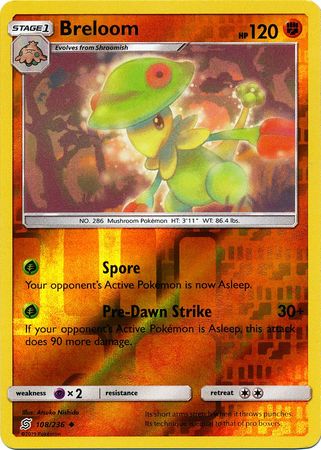 STAGE 1
Breloom
HP 120
Evolves from Shroomish
NO. 286 Mushroom Pokémon HT: 3'11" WT: 86.4 lbs.
Spore
Your opponent's Active Pokémon is now Asleep.
Pre-Dawn Strike 30+
If your opponent's Active Pokémon is Asleep, this attack
does 90 more damage.
weakness ×2 resistance retreat
Illus. Atsuko Nishida
108/236
©2019 Pokémon
Its short arms stretch when it throws punches.
Its technique is equal to that of pro boxers.